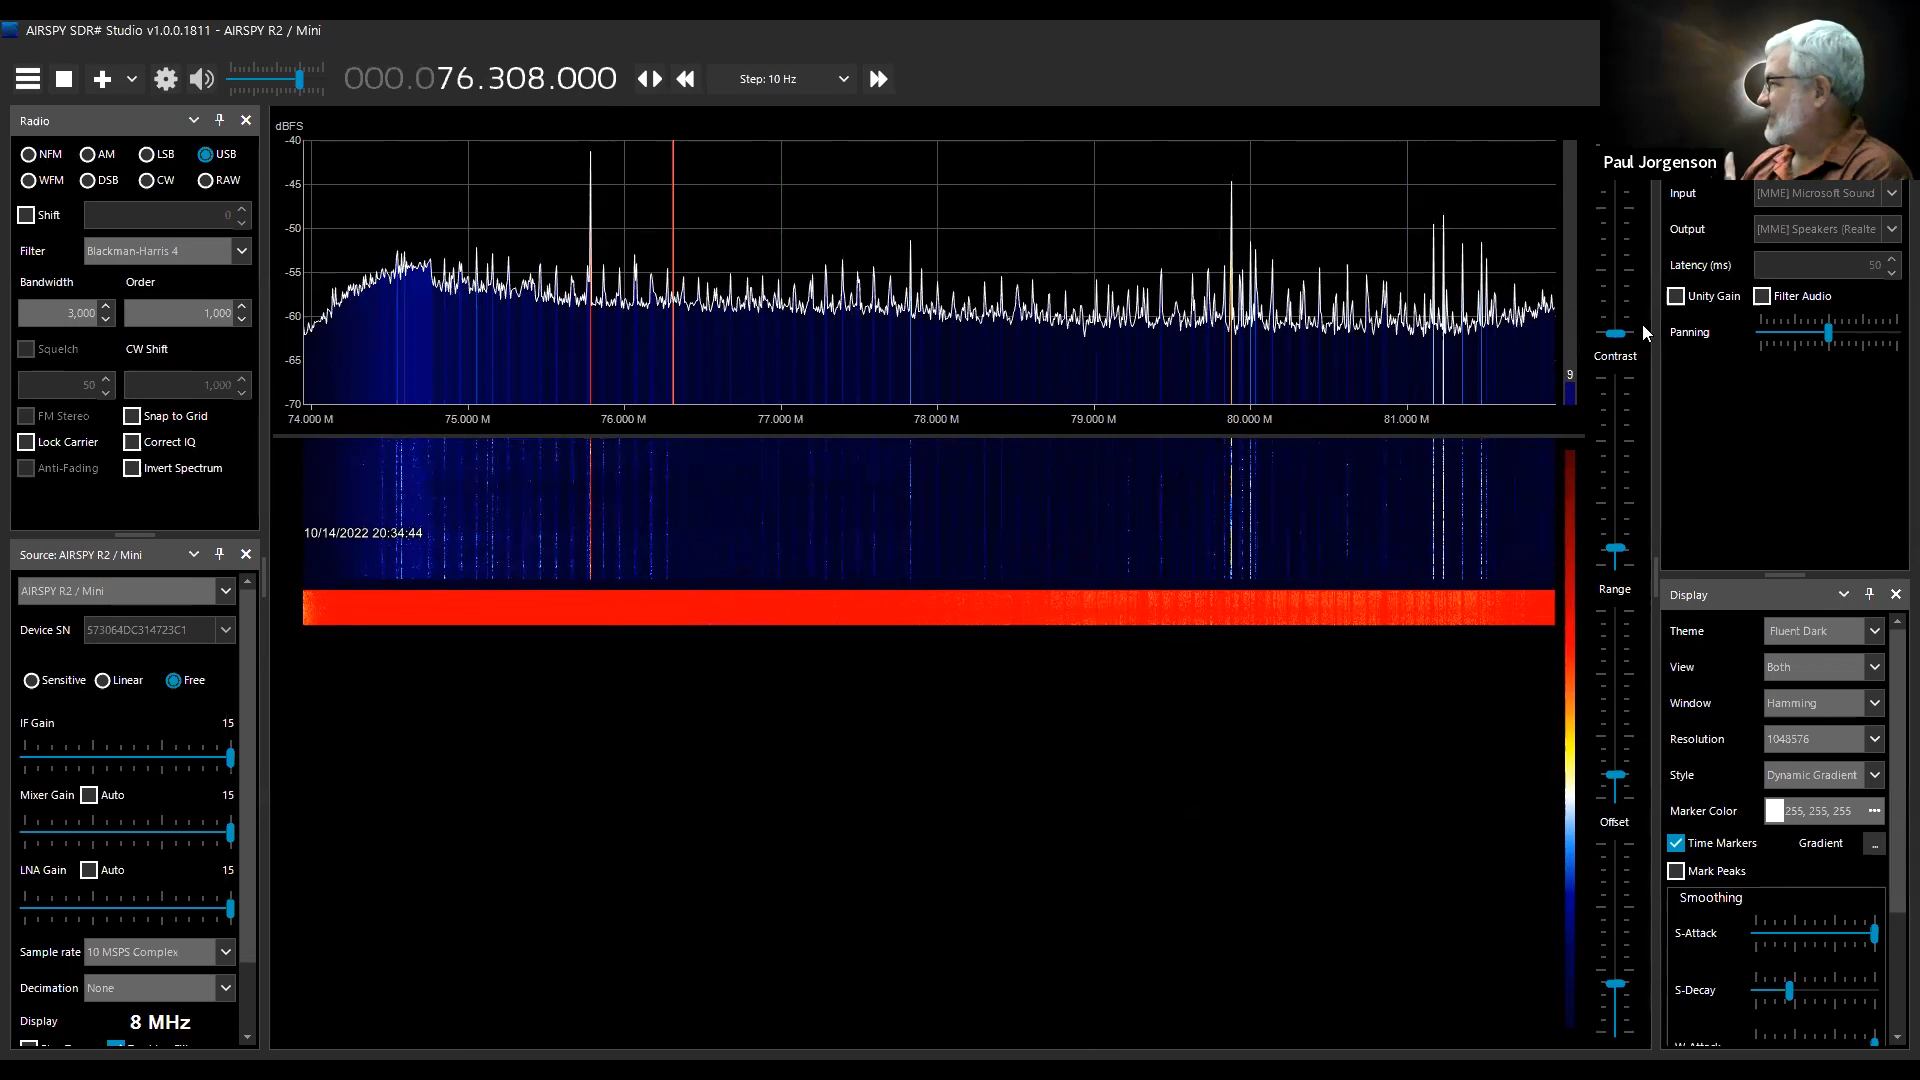 AIRSPY SDR# Studio v1.0.0.1811 - AIRSPY R2 / Mini
000.076.308.000
Step: 10 Hz
Paul Jorgenson
Radio
NFM AM LSB USB
WFM DSB CW RAW
Shift 0
Filter Blackman-Harris 4
Bandwidth Order
3,000 1,000
Squelch CW Shift
50 1,000
FM Stereo Snap to Grid
Lock Carrier Correct IQ
Anti-Fading Invert Spectrum
Source: AIRSPY R2 / Mini
AIRSPY R2 / Mini
Device SN 573064DC314723C1
Sensitive Linear Free
IF Gain 15
Mixer Gain Auto 15
LNA Gain Auto 15
Sample rate 10 MSPS Complex
Decimation None
Display 8 MHz
dBFS
-40
-45
-50
-55
-60
-65
-70
74.000 M 75.000 M 76.000 M 77.000 M 78.000 M 79.000 M 80.000 M 81.000 M
9
10/14/2022 20:34:44
Contrast
Range
Offset
Input [MME] Microsoft Sound
Output [MME] Speakers (Realte
Latency (ms) 50
Unity Gain Filter Audio
Panning
Display
Theme Fluent Dark
View Both
Window Hamming
Resolution 1048576
Style Dynamic Gradient
Marker Color 255, 255, 255
Time Markers Gradient ...
Mark Peaks
Smoothing
S-Attack
S-Decay